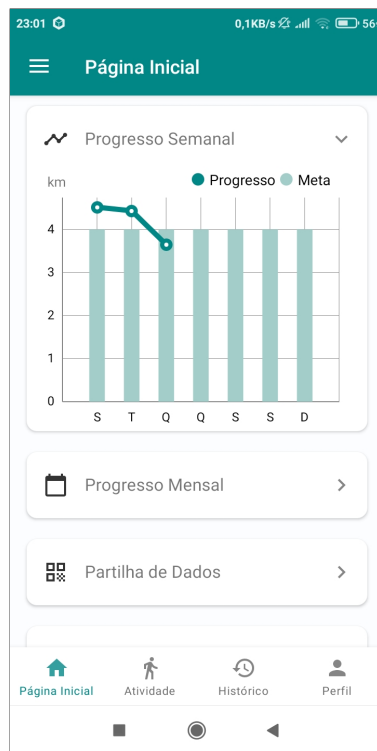 23:01 0,1KB/s 56
Página Inicial
Progresso Semanal
km Progresso Meta
4
3
2
1
0
S T Q Q S S D
Progresso Mensal
Partilha de Dados
Página Inicial Atividade Histórico Perfil